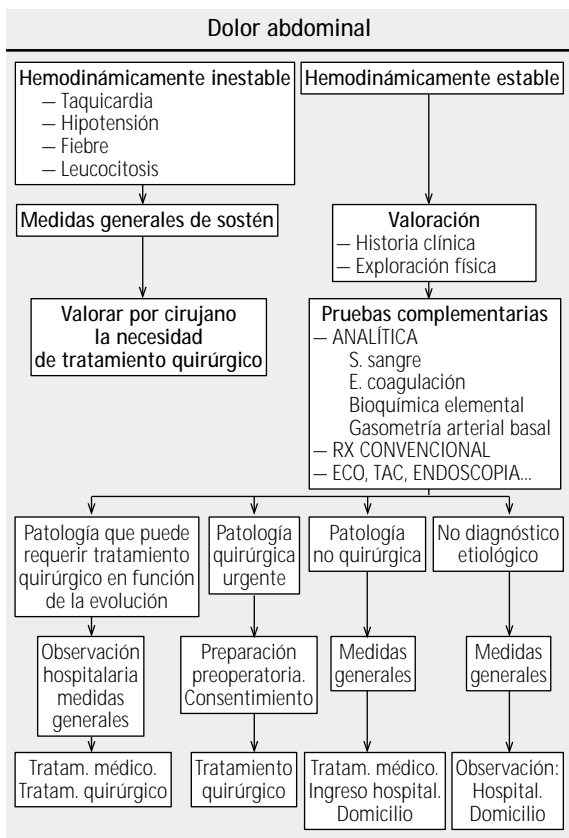 Dolor abdominal
Hemodinámicamente inestable
— Taquicardia
— Hipotensión
— Fiebre
— Leucocitosis
Medidas generales de sostén
Valorar por cirujano
la necesidad
de tratamiento quirúrgico
Hemodinámicamente estable
Valoración
— Historia clínica
— Exploración física
Pruebas complementarias
— ANALÍTICA
S. sangre
E. coagulación
Bioquímica elemental
Gasometría arterial basal
— RX CONVENCIONAL
— ECO, TAC, ENDOSCOPIA...
Patología que puede
requerir tratamiento
quirúrgico en función
de la evolución
Observación
hospitalaria
medidas
generales
Tratam. médico.
Tratam. quirúrgico
Patología
quirúrgica
urgente
Preparación
preoperatoria.
Consentimiento
Tratamiento
quirúrgico
Patología
no quirúrgica
Medidas
generales
Tratam. médico.
Ingreso hospital.
Domicilio
No diagnóstico
etiológico
Medidas
generales
Observación:
Hospital.
Domicilio